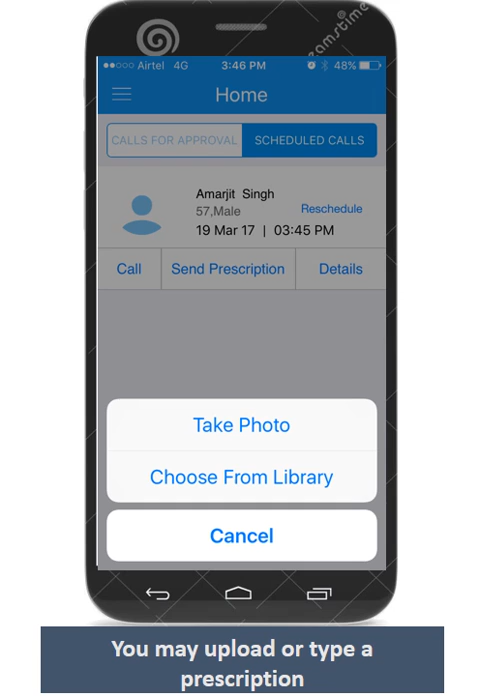 eamstime
Airtel 4G 3:46 PM 48%
Home
CALLS FOR APPROVAL SCHEDULED CALLS
Amarjit Singh
57,Male Reschedule
19 Mar 17 | 03:45 PM
Call Send Prescription Details
Take Photo
Choose From Library
Cancel
You may upload or type a
prescription